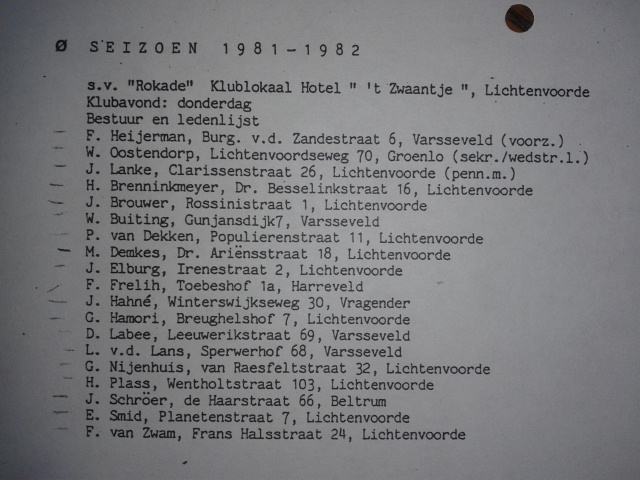 Ø SEIZOEN 1981-1982
s.v. "Rokade" Klublokaal Hotel " 't Zwaantje ", Lichtenvoorde
Klubavond: donderdag
Bestuur en ledenlijst
F. Heijerman, Burg. v.d. Zandestraat 6, Varsseveld (voorz.)
W. Oostendorp, Lichtenvoordseweg 70, Groenlo (sekr./wedstr.l.)
J. Lanke, Clarissenstraat 26, Lichtenvoorde (penn.m.)
H. Brenninkmeyer, Dr. Besselinkstraat 16, Lichtenvoorde
J. Brouwer, Rossinistraat 1, Lichtenvoorde
W. Buiting, Gunjansdijk7, Varsseveld
P. van Dekken, Populierenstraat 11, Lichtenvoorde
M. Demkes, Dr. Ariënsstraat 18, Lichtenvoorde
J. Elburg, Irenestraat 2, Lichtenvoorde
F. Frelih, Toebeshof 1a, Harreveld
J. Hahné, Winterswijkseweg 30, Vragender
G. Hamori, Breughelshof 7, Lichtenvoorde
D. Labee, Leeuwerikstraat 69, Varsseveld
L. v.d. Lans, Sperwerhof 68, Varsseveld
G. Nijenhuis, van Raesfeltstraat 32, Lichtenvoorde
H. Plass, Wentholtstraat 103, Lichtenvoorde
J. Schröer, de Haarstraat 66, Beltrum
E. Smid, Planetenstraat 7, Lichtenvoorde
F. van Zwam, Frans Halsstraat 24, Lichtenvoorde